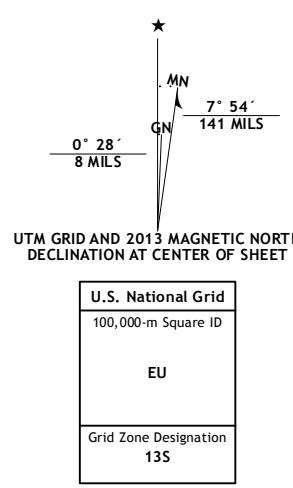 ★
MN
7° 54´
141 MILS
GN
0° 28´
8 MILS
UTM GRID AND 2013 MAGNETIC NORTH
DECLINATION AT CENTER OF SHEET
U.S. National Grid
100,000-m Square ID
EU
Grid Zone Designation
13S